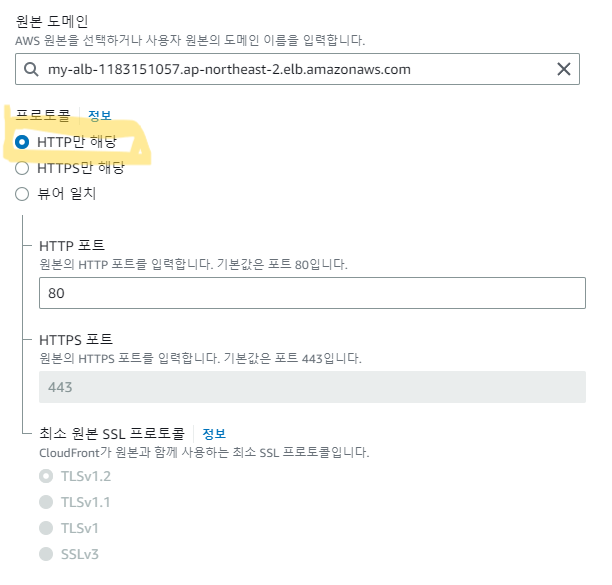 원본 도메인
AWS 원본을 선택하거나 사용자 원본의 도메인 이름을 입력합니다.
my-alb-1183151057.ap-northeast-2.elb.amazonaws.com
프로토콜 정보
HTTP만 해당
HTTPS만 해당
뷰어 일치
HTTP 포트
원본의 HTTP 포트를 입력합니다. 기본값은 포트 80입니다.
80
HTTPS 포트
원본의 HTTPS 포트를 입력합니다. 기본값은 포트 443입니다.
443
최소 원본 SSL 프로토콜 정보
CloudFront가 원본과 함께 사용하는 최소 SSL 프로토콜입니다.
TLSv1.2
TLSv1.1
TLSv1
SSLv3